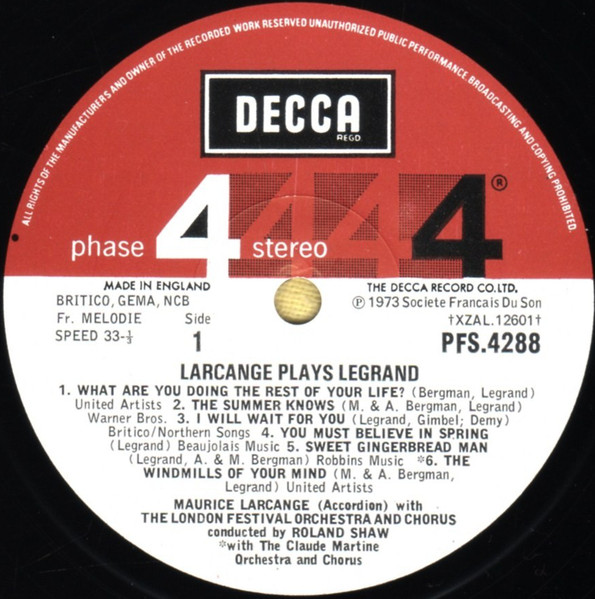 ALL RIGHTS OF THE MANUFACTURERS AND OWNER OF THE RECORDED WORK RESERVED UNAUTHORIZED PUBLIC PERFORMANCE, BROADCASTING AND COPYING PROHIBITED.
DECCA
REGD.
phase 4 stereo 4 4 4 ®
MADE IN ENGLAND
THE DECCA RECORD CO. LTD.
BRITICO, GEMA, NCB
℗ 1973 Societe Francais Du Son
Fr. MELODIE Side
†XZAL.12601†
SPEED 33-⅓ 1
PFS.4288
LARCANGE PLAYS LEGRAND
1. WHAT ARE YOU DOING THE REST OF YOUR LIFE? (Bergman, Legrand)
United Artists 2. THE SUMMER KNOWS (M. & A. Bergman, Legrand)
Warner Bros. 3. I WILL WAIT FOR YOU (Legrand, Gimbel; Demy)
Britico/Northern Songs 4. YOU MUST BELIEVE IN SPRING
(Legrand) Beaujolais Music 5. SWEET GINGERBREAD MAN
(Legrand, A. & M. Bergman) Robbins Music *6. THE
WINDMILLS OF YOUR MIND (M. & A. Bergman,
Legrand) United Artists
MAURICE LARCANGE (Accordion) with
THE LONDON FESTIVAL ORCHESTRA AND CHORUS
conducted by ROLAND SHAW
*with The Claude Martine
Orchestra and Chorus